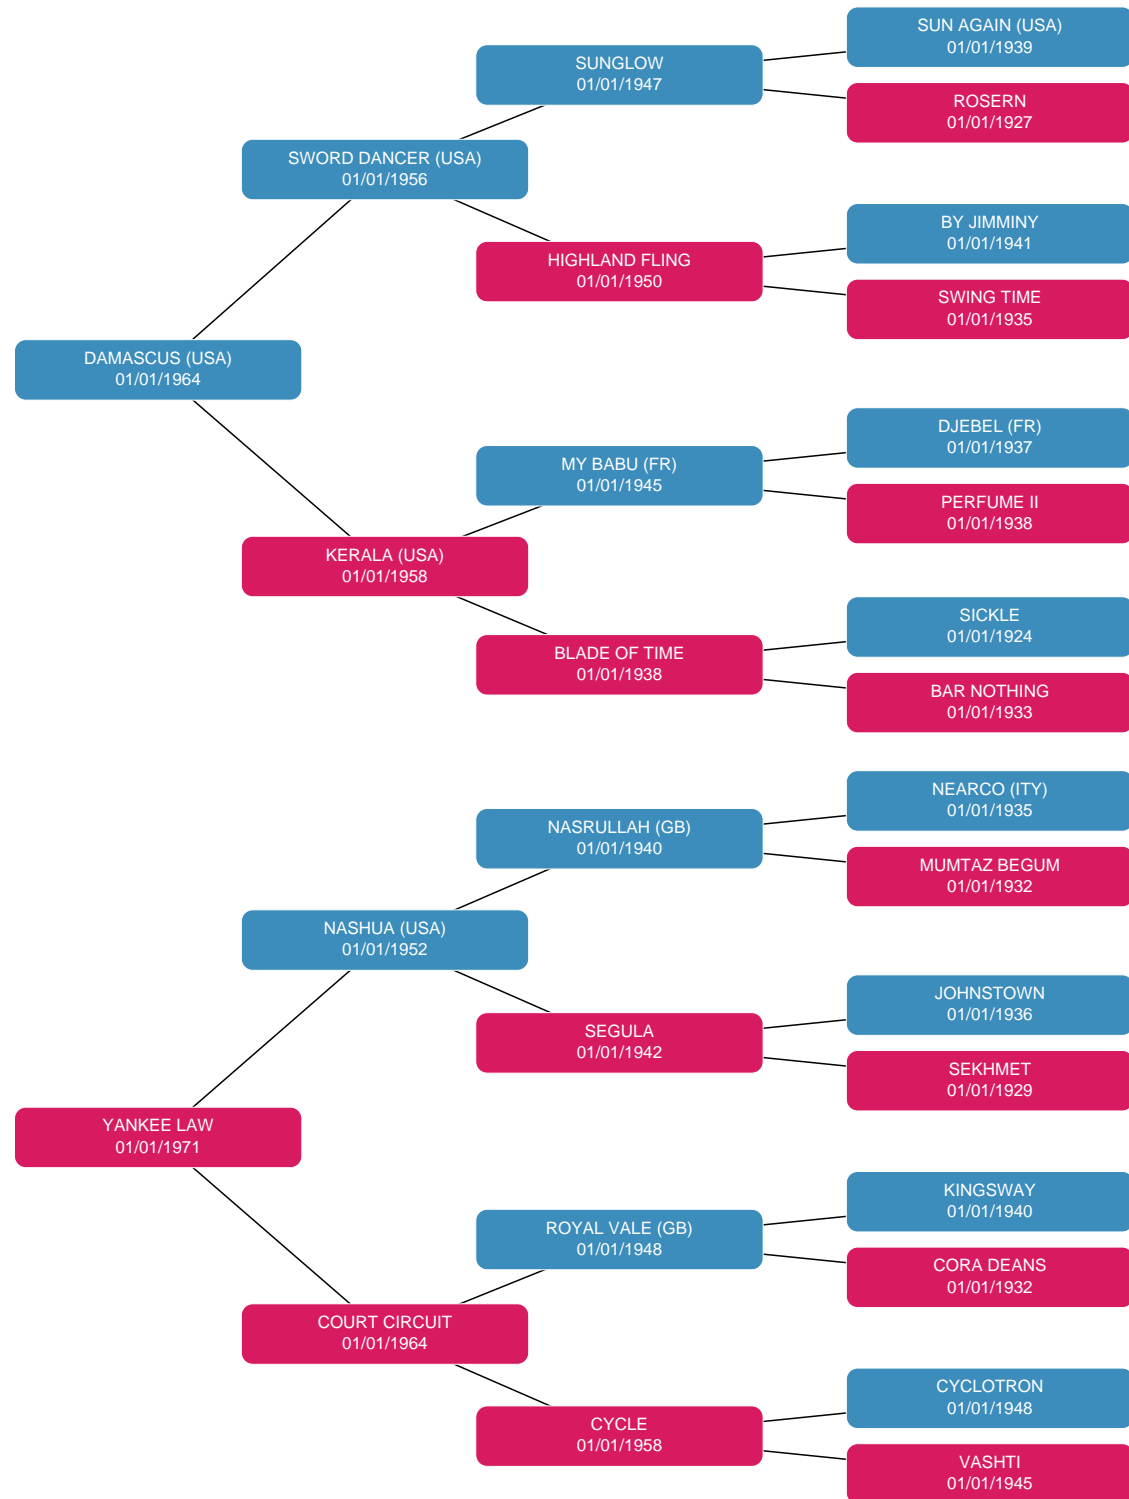 SUN AGAIN (USA)
01/01/1939
SUNGLOW
01/01/1947
ROSERN
01/01/1927
SWORD DANCER (USA)
01/01/1956
BY JIMMINY
01/01/1941
HIGHLAND FLING
01/01/1950
SWING TIME
01/01/1935
DAMASCUS (USA)
01/01/1964
DJEBEL (FR)
01/01/1937
MY BABU (FR)
01/01/1945
PERFUME II
01/01/1938
KERALA (USA)
01/01/1958
SICKLE
01/01/1924
BLADE OF TIME
01/01/1938
BAR NOTHING
01/01/1933
NEARCO (ITY)
01/01/1935
NASRULLAH (GB)
01/01/1940
MUMTAZ BEGUM
01/01/1932
NASHUA (USA)
01/01/1952
JOHNSTOWN
01/01/1936
SEGULA
01/01/1942
SEKHMET
01/01/1929
YANKEE LAW
01/01/1971
KINGSWAY
01/01/1940
ROYAL VALE (GB)
01/01/1948
CORA DEANS
01/01/1932
COURT CIRCUIT
01/01/1964
CYCLOTRON
01/01/1948
CYCLE
01/01/1958
VASHTI
01/01/1945